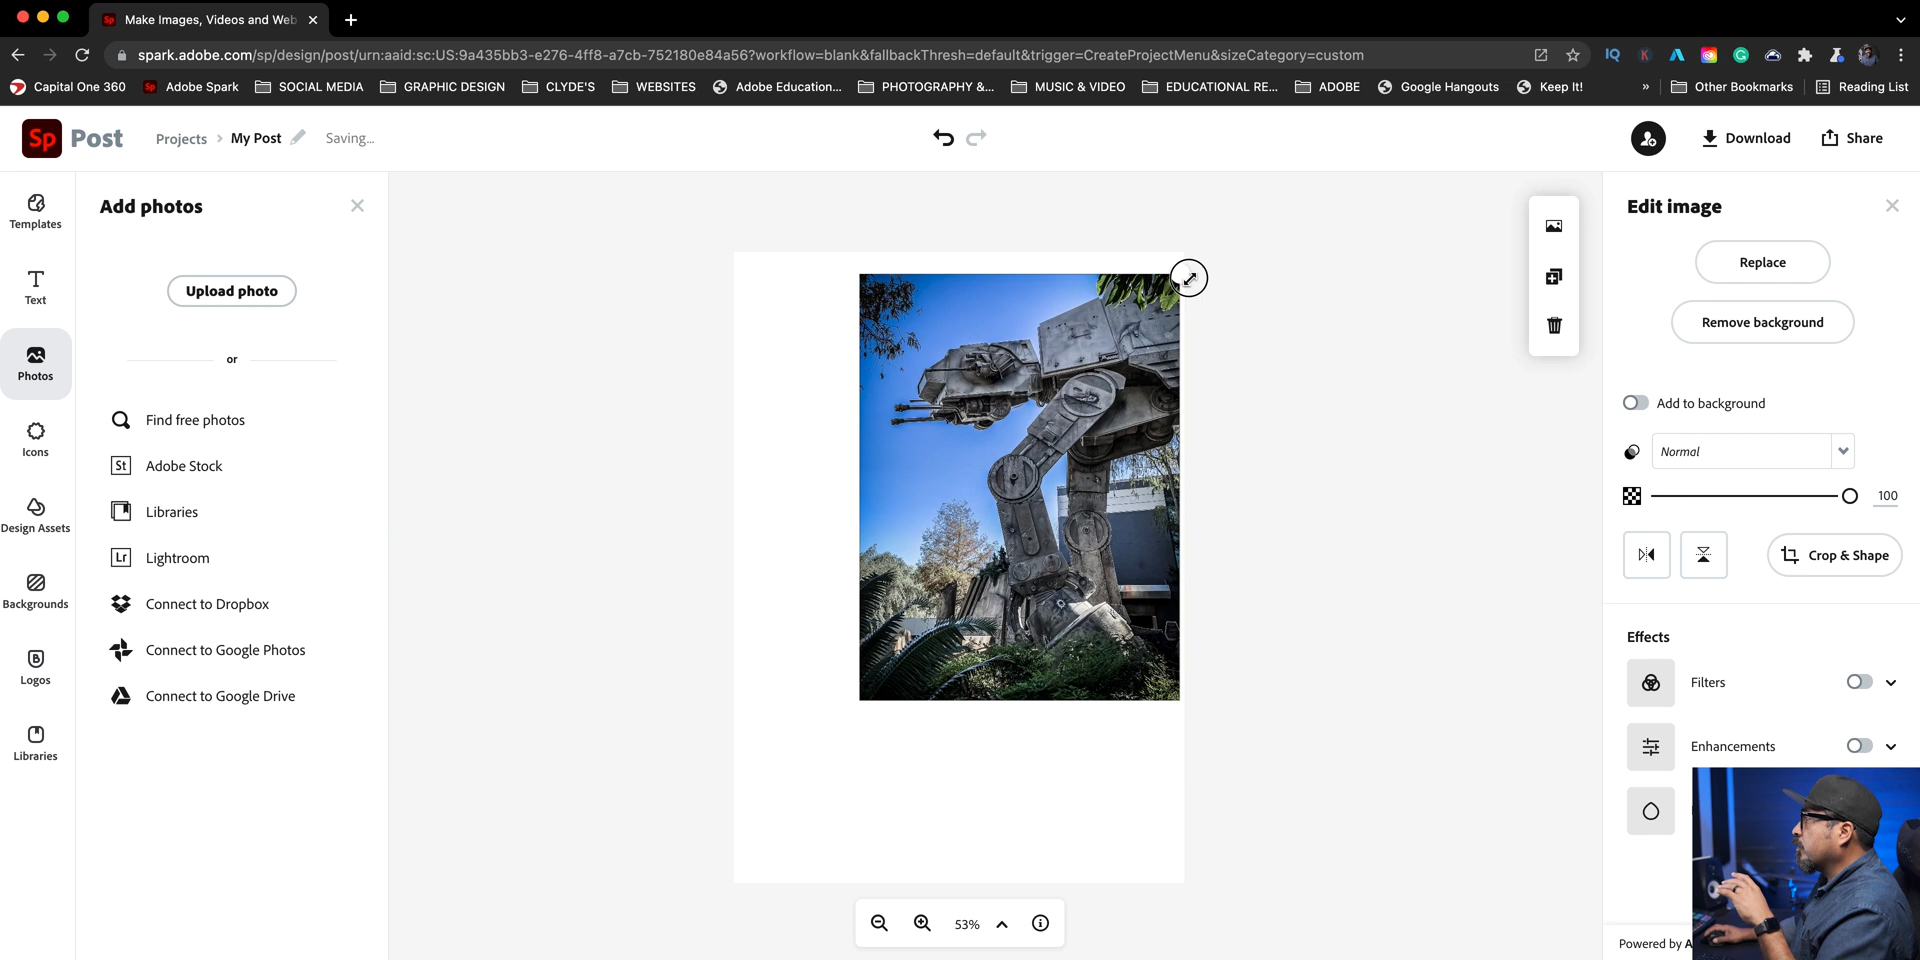 Sp Make Images, Videos and Web
spark.adobe.com/sp/design/post/urn:aaid:sc:US:9a435bb3-e276-4ff8-a7cb-752180e84a56?workflow=blank&fallbackThresh=default&trigger=CreateProjectMenu&sizeCategory=custom
IQ K G
Capital One 360 Sp Adobe Spark SOCIAL MEDIA GRAPHIC DESIGN CLYDE'S WEBSITES Adobe Education... PHOTOGRAPHY &... MUSIC & VIDEO EDUCATIONAL RE... ADOBE Google Hangouts Keep It! » Other Bookmarks Reading List
Sp Post Projects > My Post Saving... Download Share
Templates
Text
Photos
Icons
Design Assets
Backgrounds
Logos
Libraries
Add photos
Upload photo
or
Find free photos
St Adobe Stock
Libraries
Lr Lightroom
Connect to Dropbox
Connect to Google Photos
Connect to Google Drive
53%
Edit image
Replace
Remove background
Add to background
Normal
100
Crop & Shape
Effects
Filters
Enhancements
Powered by A